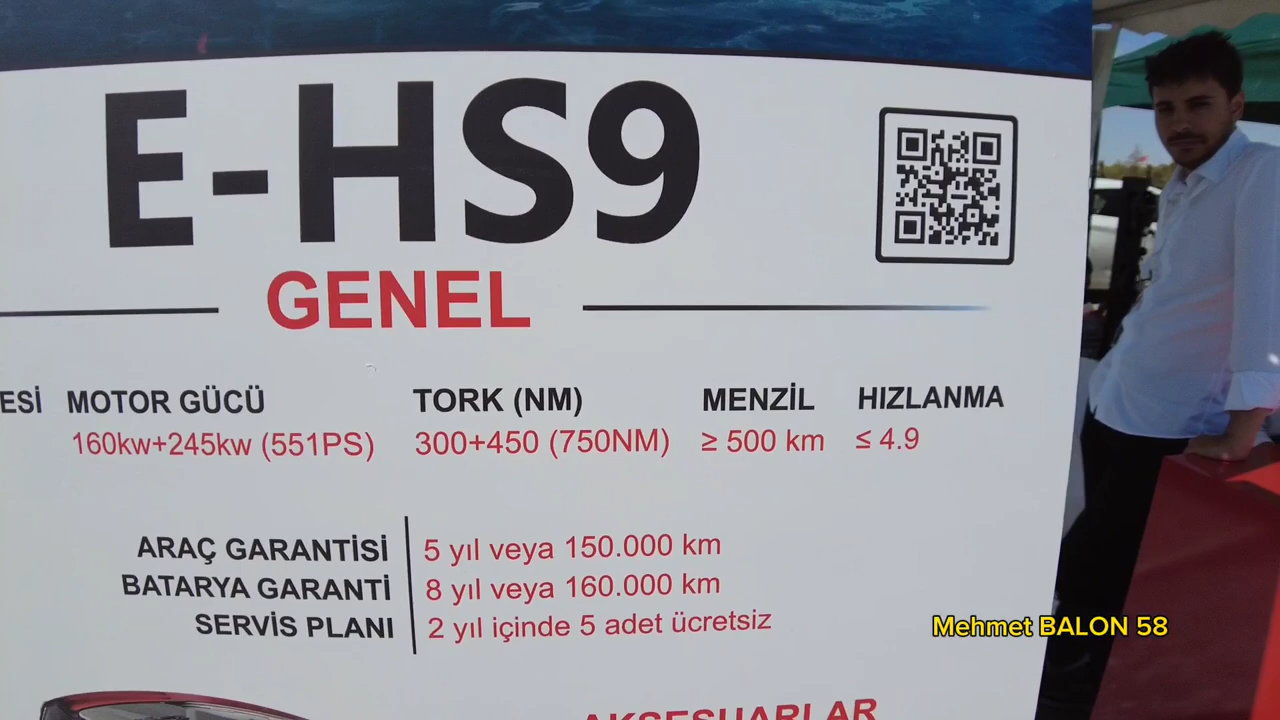 E-HS9
GENEL
ESİ MOTOR GÜCÜ TORK (NM) MENZİL HIZLANMA
160kw+245kw (551PS) 300+450 (750NM) ≥ 500 km ≤ 4.9
ARAÇ GARANTİSİ 5 yıl veya 150.000 km
BATARYA GARANTİ 8 yıl veya 160.000 km
SERVİS PLANI 2 yıl içinde 5 adet ücretsiz
Mehmet BALON 58
AKSESUARLAR